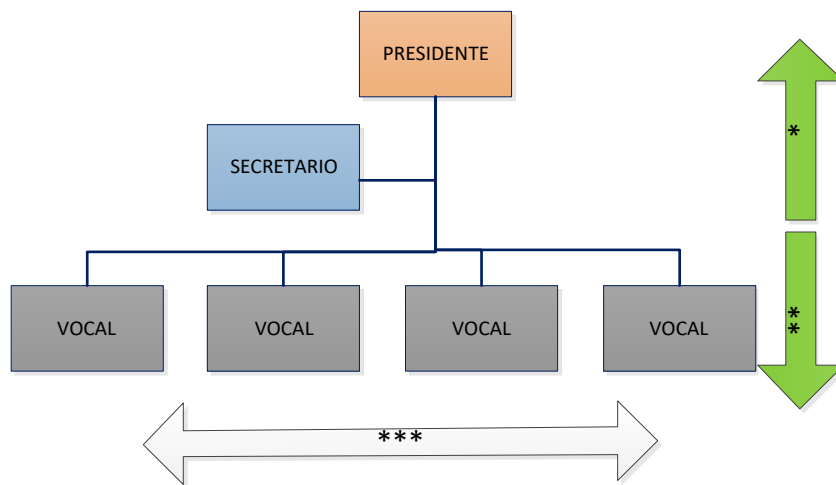 PRESIDENTE
*
SECRETARIO
VOCAL
VOCAL
VOCAL
VOCAL
**
***